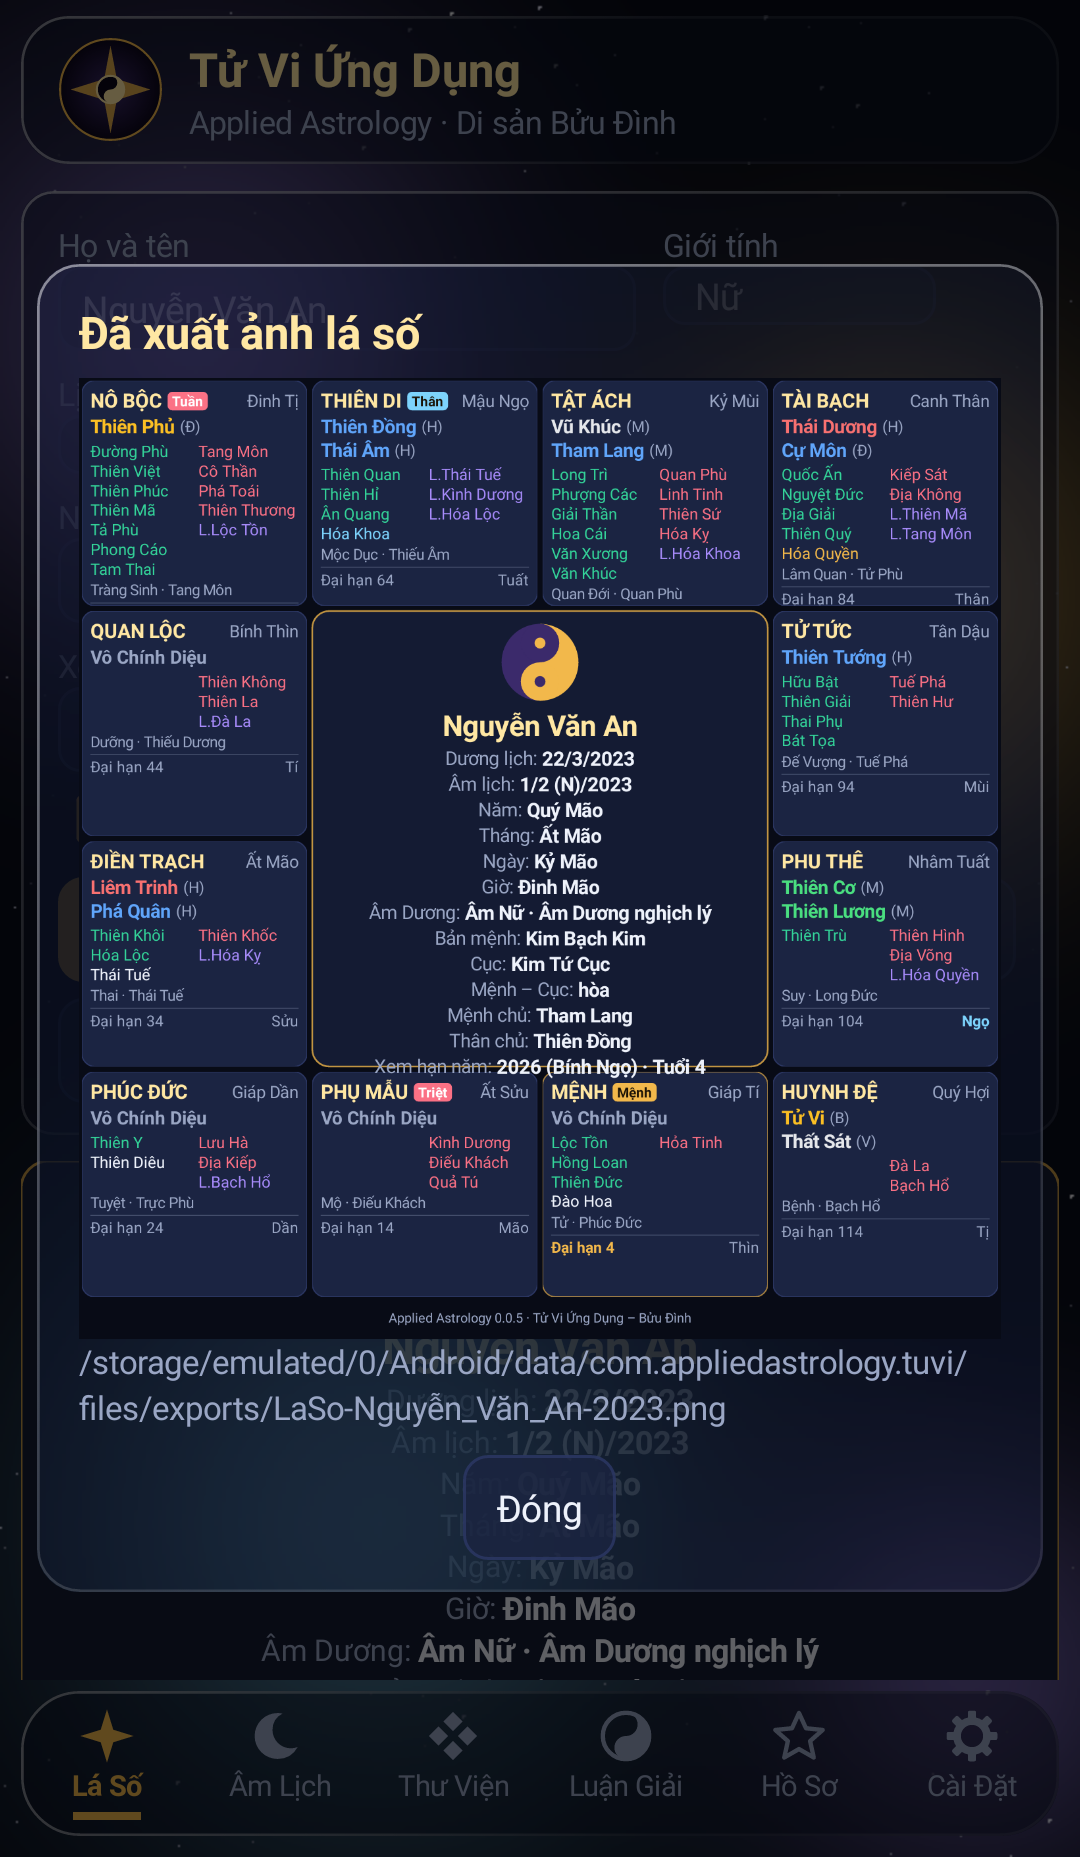 Tử Vi Ứng Dụng
Applied Astrology · Di sản Bửu Đình
Họ và tên
Giới tính
Nguyễn Văn An
Nữ
Đã xuất ảnh lá số
NÔ BỘC Tuần Đinh Tị
Thiên Phủ (Đ)
Đường Phù Tang Môn
Thiên Việt Cô Thần
Thiên Phúc Phá Toái
Thiên Mã Thiên Thương
Tả Phù L.Lộc Tồn
Phong Cáo
Tam Thai
Tràng Sinh · Tang Môn
THIÊN DI Thân Mậu Ngọ
Thiên Đồng (H)
Thái Âm (H)
Thiên Quan L.Thái Tuế
Thiên Hỉ L.Kình Dương
Ân Quang L.Hóa Lộc
Hóa Khoa
Mộc Dục · Thiếu Âm
Đại hạn 64 Tuất
TẬT ÁCH Kỷ Mùi
Vũ Khúc (M)
Tham Lang (M)
Long Trì Quan Phù
Phượng Các Linh Tinh
Giải Thần Thiên Sứ
Hoa Cái Hóa Kỵ
Văn Xương L.Hóa Khoa
Văn Khúc
Quan Đới · Quan Phù
TÀI BẠCH Canh Thân
Thái Dương (H)
Cự Môn (Đ)
Quốc Ấn Kiếp Sát
Nguyệt Đức Địa Không
Địa Giải L.Thiên Mã
Thiên Quý L.Tang Môn
Hóa Quyền
Lâm Quan · Tử Phù
Đại hạn 84 Thân
QUAN LỘC Bính Thìn
Vô Chính Diệu
Thiên Không
Thiên La
L.Đà La
Dưỡng · Thiếu Dương
Đại hạn 44 Tí
Nguyễn Văn An
Dương lịch: 22/3/2023
Âm lịch: 1/2 (N)/2023
Năm: Quý Mão
Tháng: Ất Mão
Ngày: Kỷ Mão
Giờ: Đinh Mão
Âm Dương: Âm Nữ · Âm Dương nghịch lý
Bản mệnh: Kim Bạch Kim
Cục: Kim Tứ Cục
Mệnh – Cục: hòa
Mệnh chủ: Tham Lang
Thân chủ: Thiên Đồng
Xem hạn năm: 2026 (Bính Ngọ) · Tuổi 4
TỬ TỨC Tân Dậu
Thiên Tướng (H)
Hữu Bật Tuế Phá
Thiên Giải Thiên Hư
Thai Phụ
Bát Tọa
Đế Vượng · Tuế Phá
Đại hạn 94 Mùi
ĐIỀN TRẠCH Ất Mão
Liêm Trinh (H)
Phá Quân (H)
Thiên Khôi Thiên Khốc
Hóa Lộc L.Hóa Kỵ
Thái Tuế
Thai · Thái Tuế
Đại hạn 34 Sửu
PHU THÊ Nhâm Tuất
Thiên Cơ (M)
Thiên Lương (M)
Thiên Trù Thiên Hình
Địa Võng
L.Hóa Quyền
Suy · Long Đức
Đại hạn 104 Ngọ
PHÚC ĐỨC Giáp Dần
Vô Chính Diệu
Thiên Y Lưu Hà
Thiên Diêu Địa Kiếp
L.Bạch Hổ
Tuyệt · Trực Phù
Đại hạn 24 Dần
PHỤ MẪU Triệt Ất Sửu
Vô Chính Diệu
Kình Dương
Điếu Khách
Quả Tú
Mộ · Điếu Khách
Đại hạn 14 Mão
MỆNH Mệnh Giáp Tí
Vô Chính Diệu
Lộc Tồn Hỏa Tinh
Hồng Loan
Thiên Đức
Đào Hoa
Tử · Phúc Đức
Đại hạn 4 Thìn
HUYNH ĐỆ Quý Hợi
Tử Vi (B)
Thất Sát (V)
Đà La
Bạch Hổ
Bệnh · Bạch Hổ
Đại hạn 114 Tị
Applied Astrology 0.0.5 · Tử Vi Ứng Dụng – Bửu Đình
Nguyễn Văn An
/storage/emulated/0/Android/data/com.appliedastrology.tuvi/
files/exports/LaSo-Nguyễn_Văn_An-2023.png
Dương lịch: 22/3/2023
Âm lịch: 1/2 (N)/2023
Năm: Quý Mão
Đóng
Ngày: Kỷ Mão
Giờ: Đinh Mão
Âm Dương: Âm Nữ · Âm Dương nghịch lý
Lá Số
Âm Lịch
Thư Viện
Luận Giải
Hồ Sơ
Cài Đặt